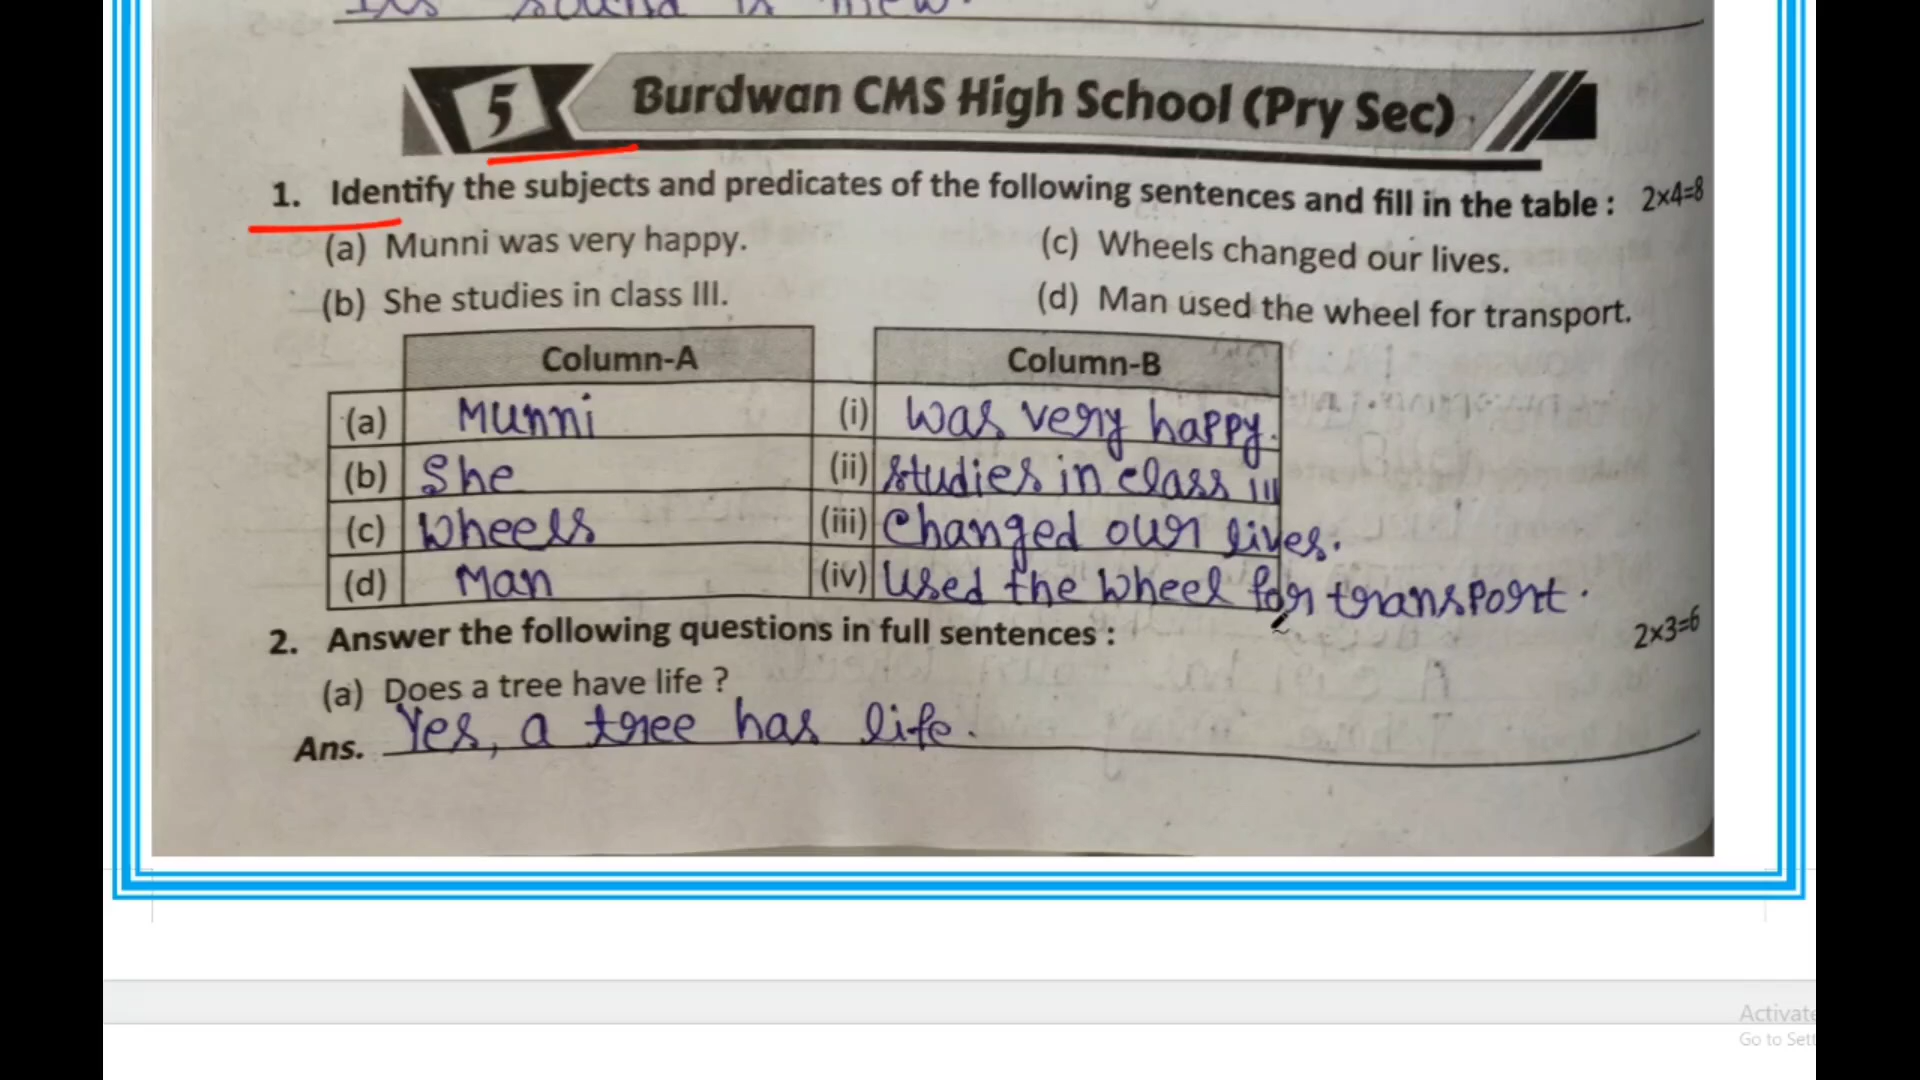 5 Burdwan CMS High School (Pry Sec)
1. Identify the subjects and predicates of the following sentences and fill in the table : 2×4=8
(a) Munni was very happy. (c) Wheels changed our lives.
(b) She studies in class III. (d) Man used the wheel for transport.
Column-A Column-B
(a) Munni (i) was very happy.
(b) She (ii) studies in class III
(c) Wheels (iii) Changed our lives.
(d) Man (iv) Used the wheel for transport.
2. Answer the following questions in full sentences : 2×3=6
(a) Does a tree have life ?
Ans. Yes, a tree has life.
Activate
Go to Sett